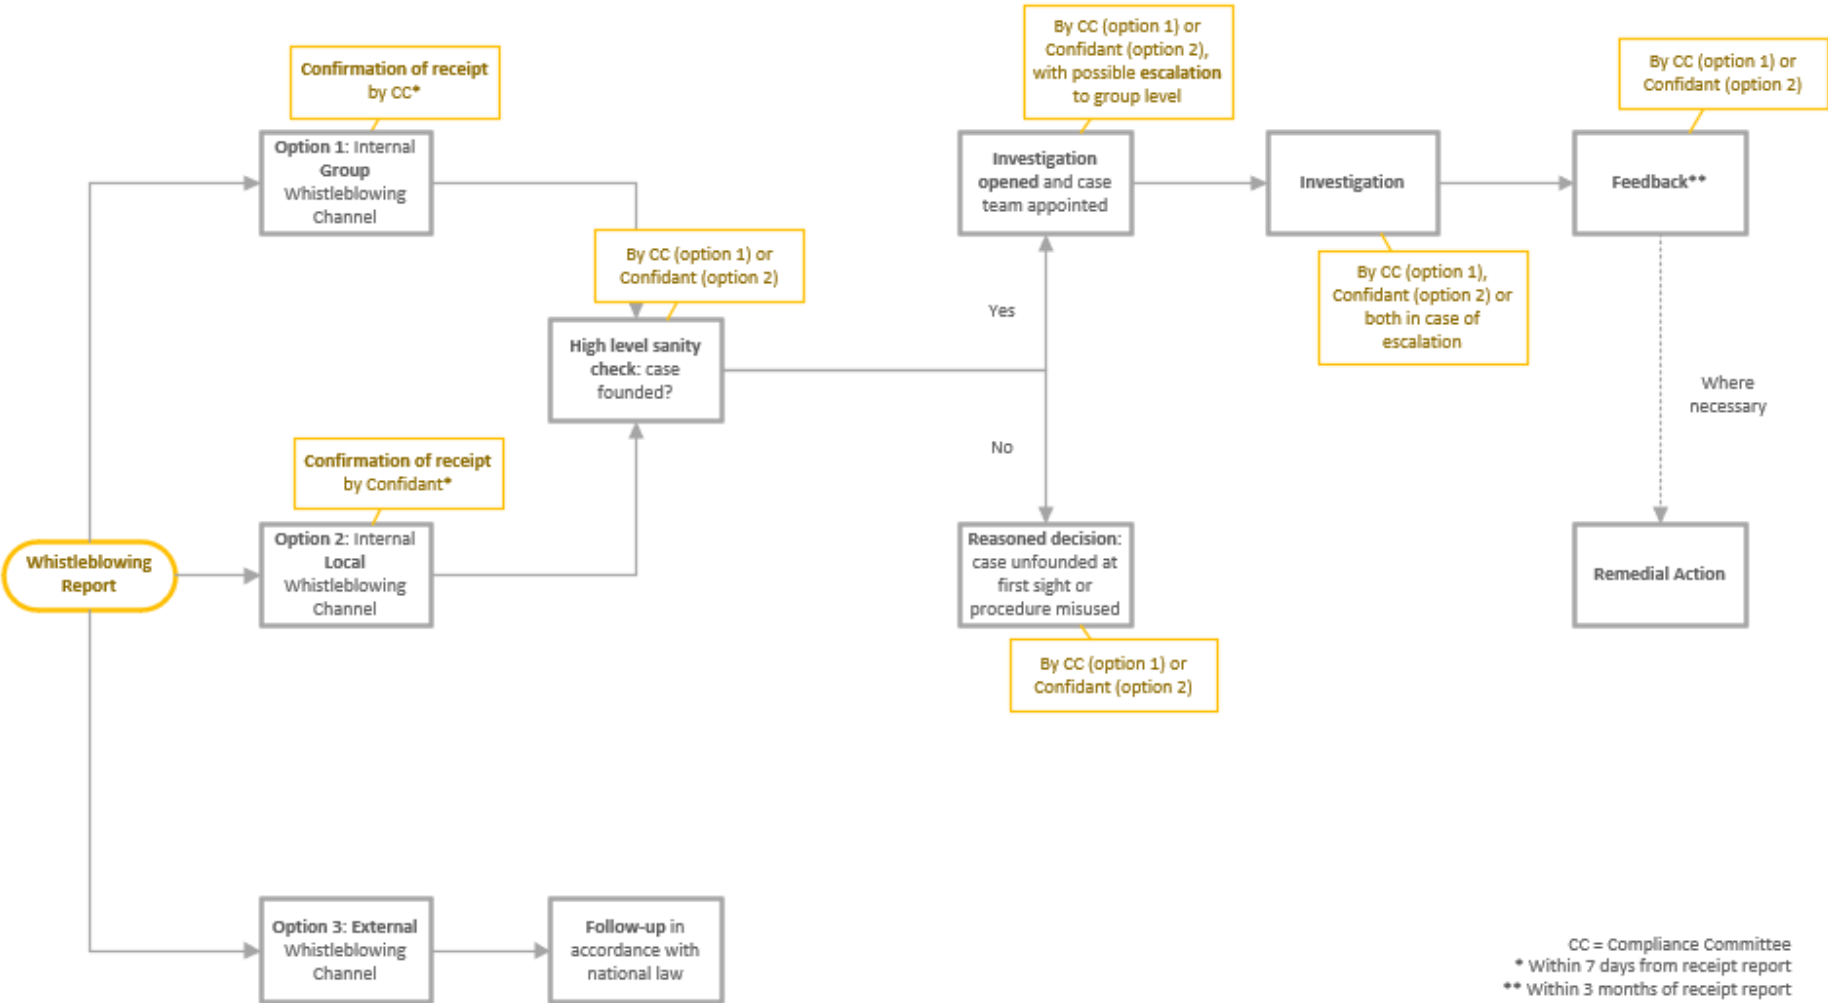 Confirmation of receipt
by CC*
Option 1: Internal
Group
Whistleblowing
Channel
By CC (option 1) or
Confidant (option 2)
High level sanity
check: case
founded?
Confirmation of receipt
by Confidant*
Option 2: Internal
Local
Whistleblowing
Channel
Whistleblowing
Report
Option 3: External
Whistleblowing
Channel
Follow-up in
accordance with
national law
By CC (option 1) or
Confidant (option 2),
with possible escalation
to group level
Investigation
opened and case
team appointed
Yes
No
Reasoned decision:
case unfounded at
first sight or
procedure misused
By CC (option 1) or
Confidant (option 2)
Investigation
By CC (option 1),
Confidant (option 2) or
both in case of
escalation
By CC (option 1) or
Confidant (option 2)
Feedback**
Where
necessary
Remedial Action
CC = Compliance Committee
* Within 7 days from receipt report
** Within 3 months of receipt report